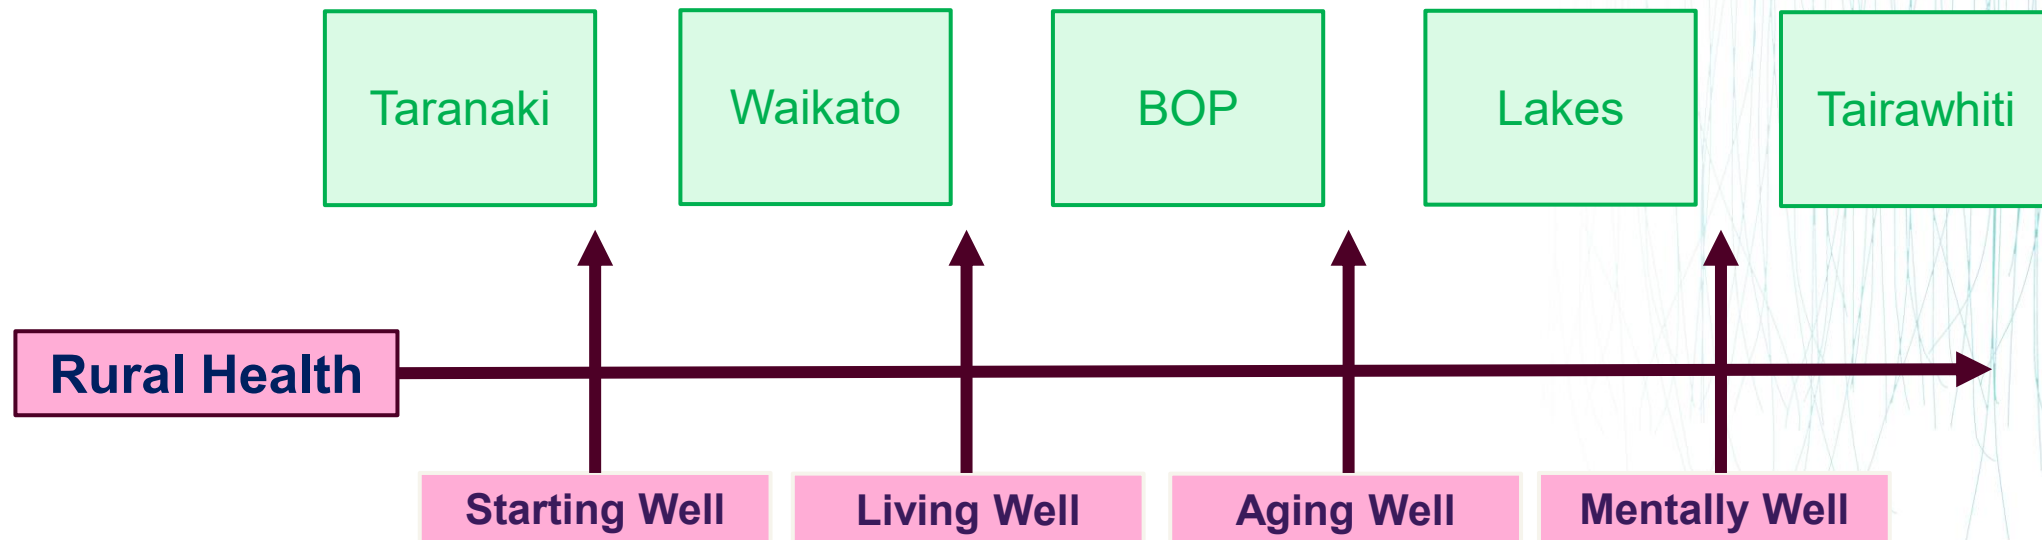 Taranaki
Waikato
BOP
Lakes
Tairawhiti
Rural Health
Starting Well
Living Well
Aging Well
Mentally Well